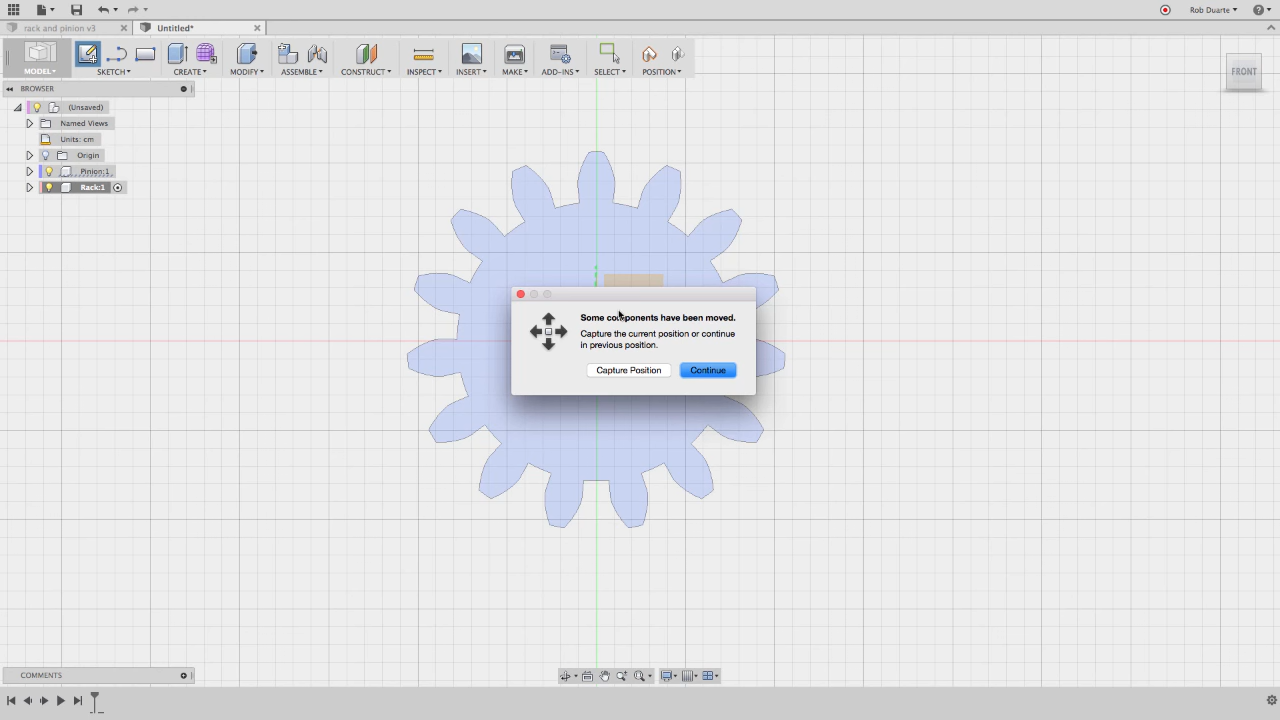 Rob Duarte
rack and pinion v3
Untitled*
MODEL
SKETCH
CREATE
MODIFY
ASSEMBLE
CONSTRUCT
INSPECT
INSERT
MAKE
ADD-INS
SELECT
POSITION
FRONT
BROWSER
(Unsaved)
Named Views
Units: cm
Origin
Pinion:1
Rack:1
Some components have been moved.
Capture the current position or continue
in previous position.
Capture Position
Continue
COMMENTS